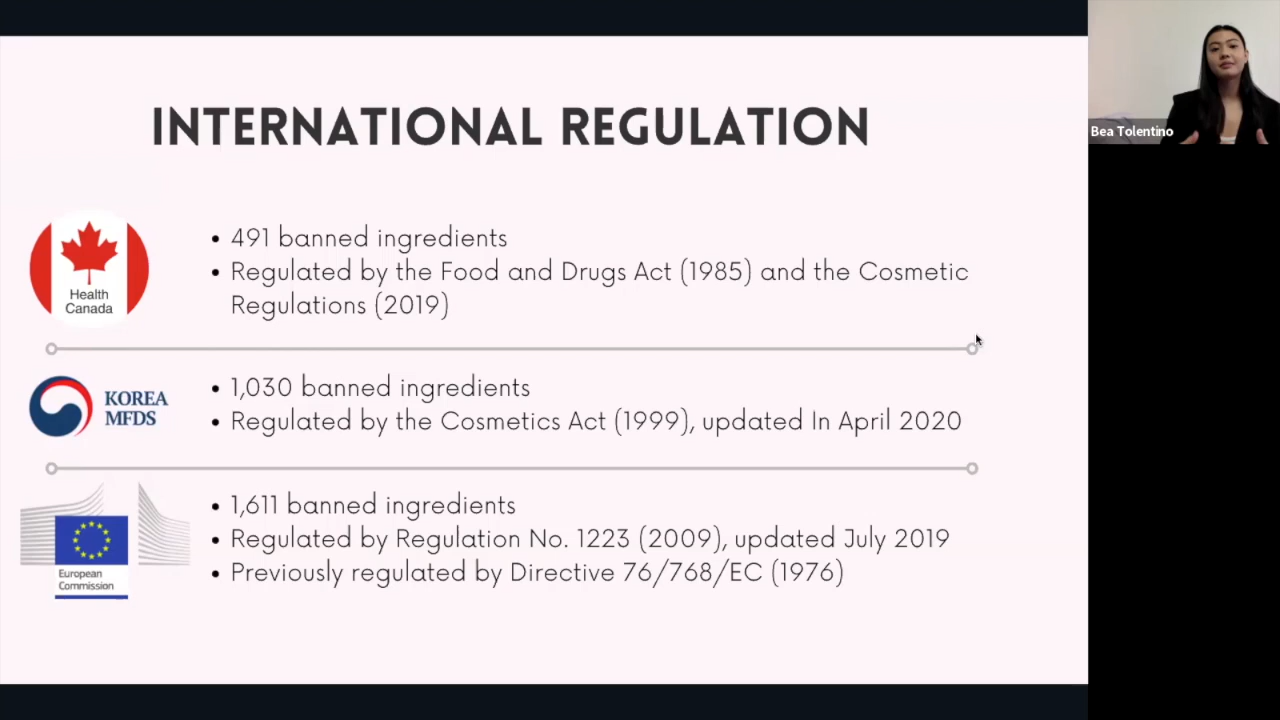 INTERNATIONAL REGULATION
Health
Canada
• 491 banned ingredients
• Regulated by the Food and Drugs Act (1985) and the Cosmetic
Regulations (2019)
KOREA
MFDS
• 1,030 banned ingredients
• Regulated by the Cosmetics Act (1999), updated In April 2020
European
Commission
• 1,611 banned ingredients
• Regulated by Regulation No. 1223 (2009), updated July 2019
• Previously regulated by Directive 76/768/EC (1976)
Bea Tolentino